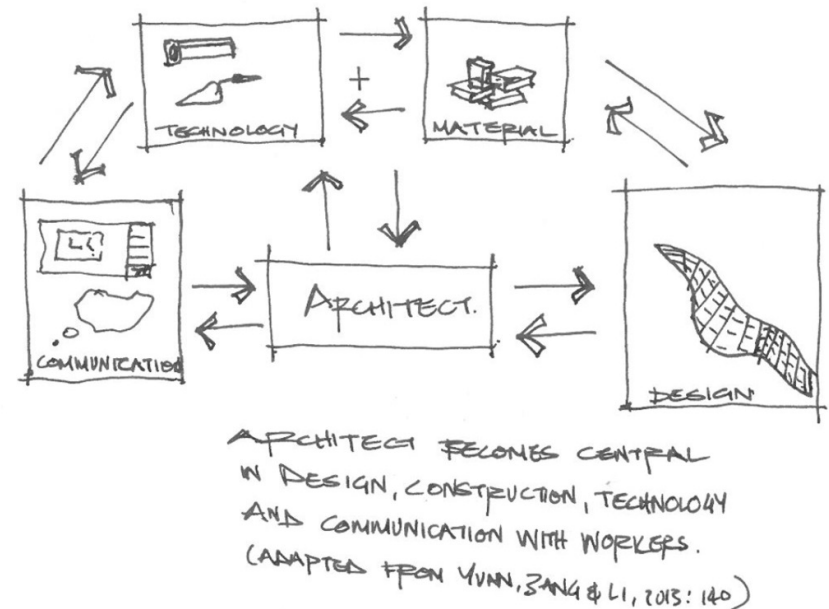 TECHNOLOGY
+
MATERIAL
COMMUNICATION
ARCHITECT.
DESIGN
ARCHITECT BECOMES CENTRAL
IN DESIGN, CONSTRUCTION, TECHNOLOGY
AND COMMUNICATION WITH WORKERS.
(ADAPTED FROM YUAN, ZANG & LI, 2013: 140)